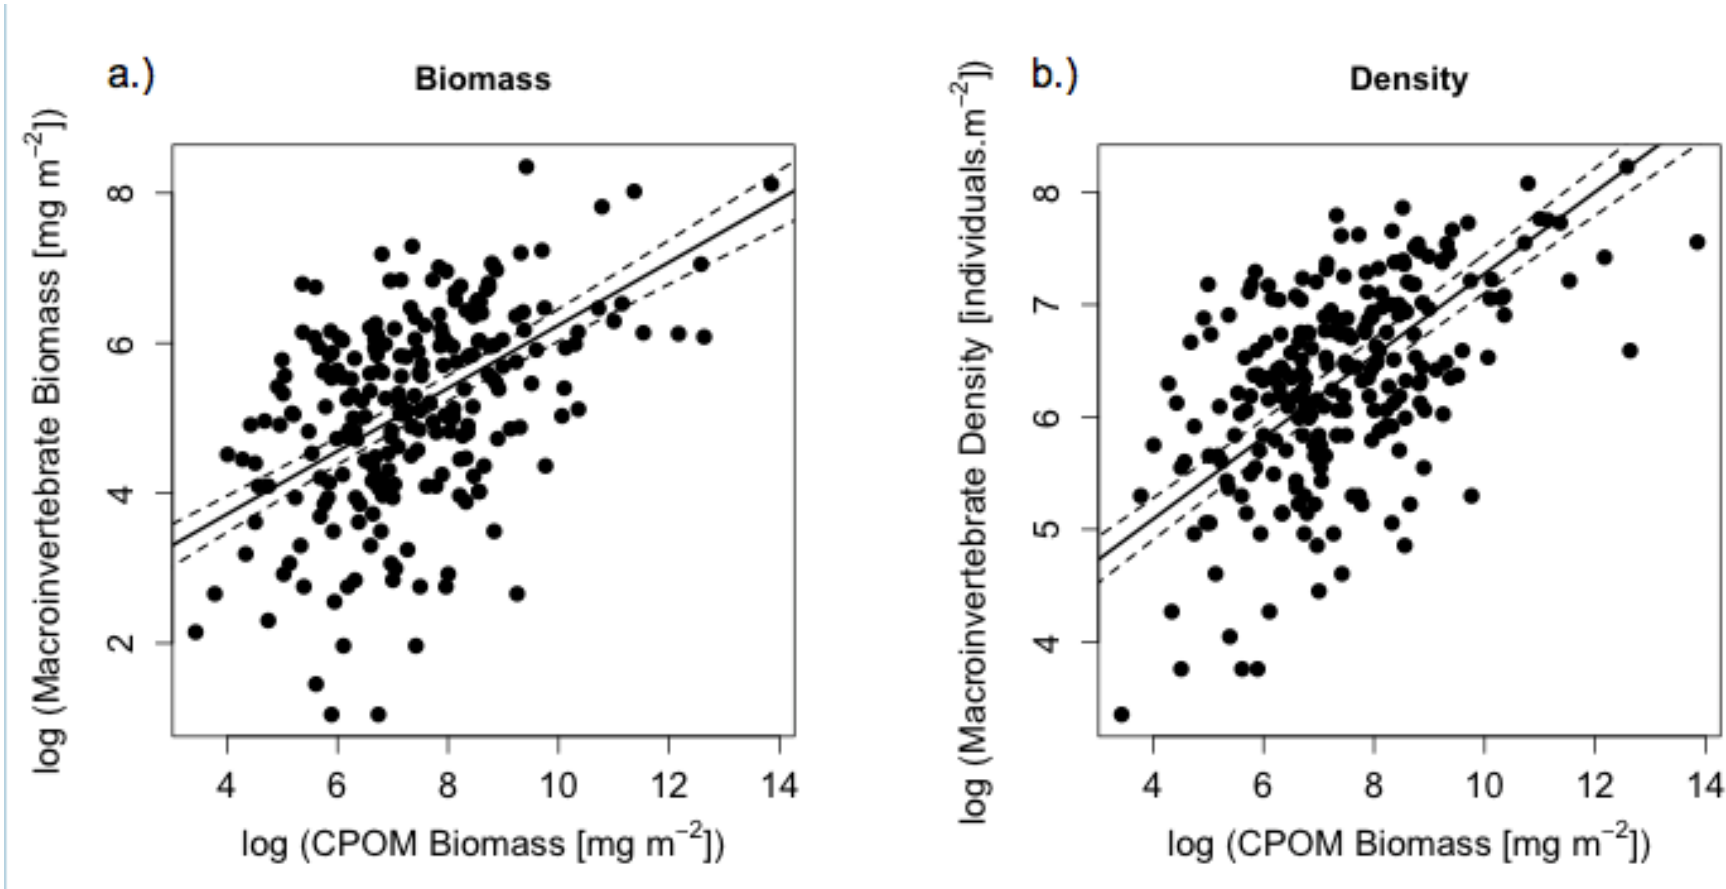 a.)
Biomass
log (Macroinvertebrate Biomass [mg m⁻²])
8
6
4
2
4 6 8 10 12 14
log (CPOM Biomass [mg m⁻²])
b.)
Density
log (Macroinvertebrate Density [individuals.m⁻²])
8
7
6
5
4
4 6 8 10 12 14
log (CPOM Biomass [mg m⁻²])